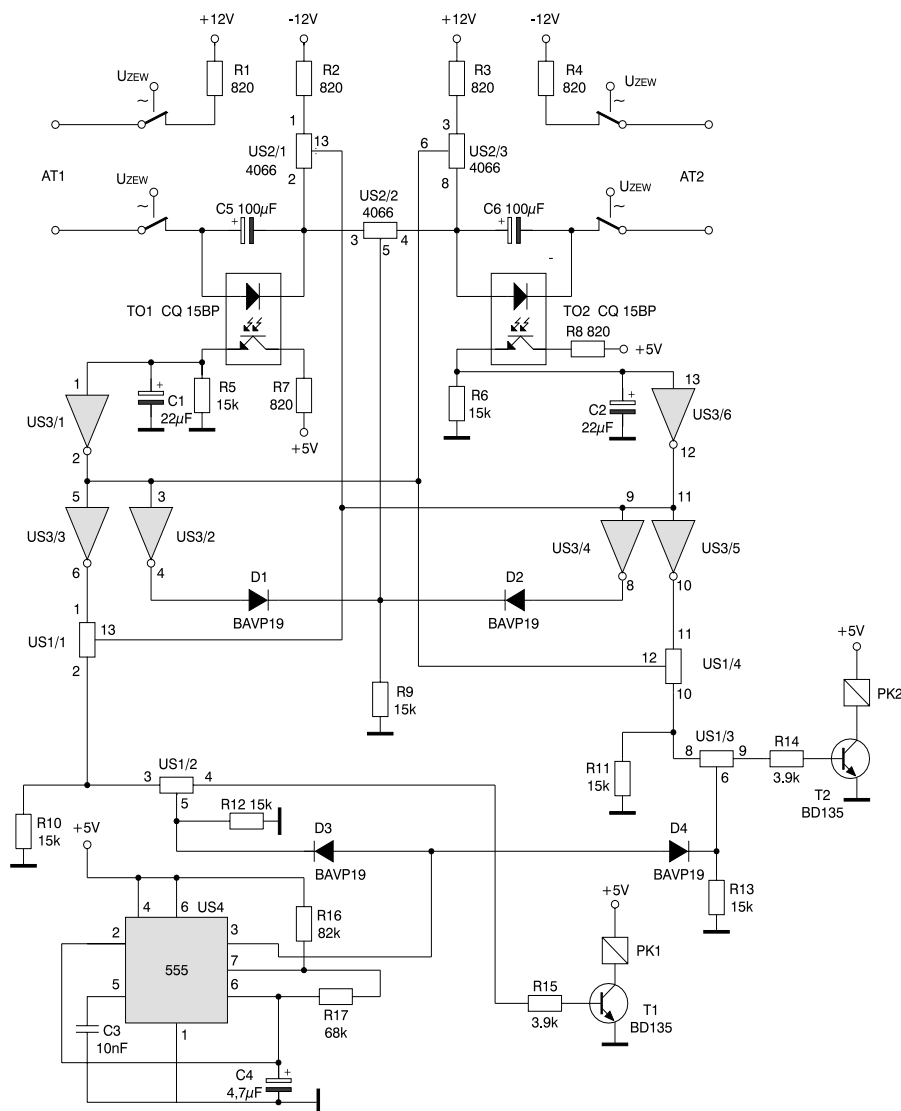 +12V
-12V
+12V
-12V
R1
820
R2
820
R3
820
R4
820
UZEW
~
UZEW
~
1
13
US2/1
4066
2
3
6
US2/3
4066
8
AT1
AT2
UZEW
~
UZEW
~
US2/2
4066
C5 100µF
+
3
4
5
C6 100µF
+
-
TO1 CQ 15BP
TO2 CQ 15BP
R8 820
+5V
1
US3/1
2
+
C1
22µF
R5
15k
R7
820
+5V
R6
15k
+
C2
22µF
13
US3/6
12
5
US3/3
6
3
US3/2
4
9
US3/4
8
11
US3/5
10
D1
BAVP19
D2
BAVP19
1
13
US1/1
2
11
12
US1/4
10
R9
15k
+5V
PK2
US1/3
8
9
6
R14
3.9k
T2
BD135
R11
15k
US1/2
3
4
5
R12 15k
R10
15k
+5V
D3
BAVP19
D4
BAVP19
R13
15k
4
6
US4
2
3
555
7
5
6
1
R16
82k
R17
68k
C3
10nF
C4
4,7µF
+
+5V
PK1
R15
3.9k
T1
BD135